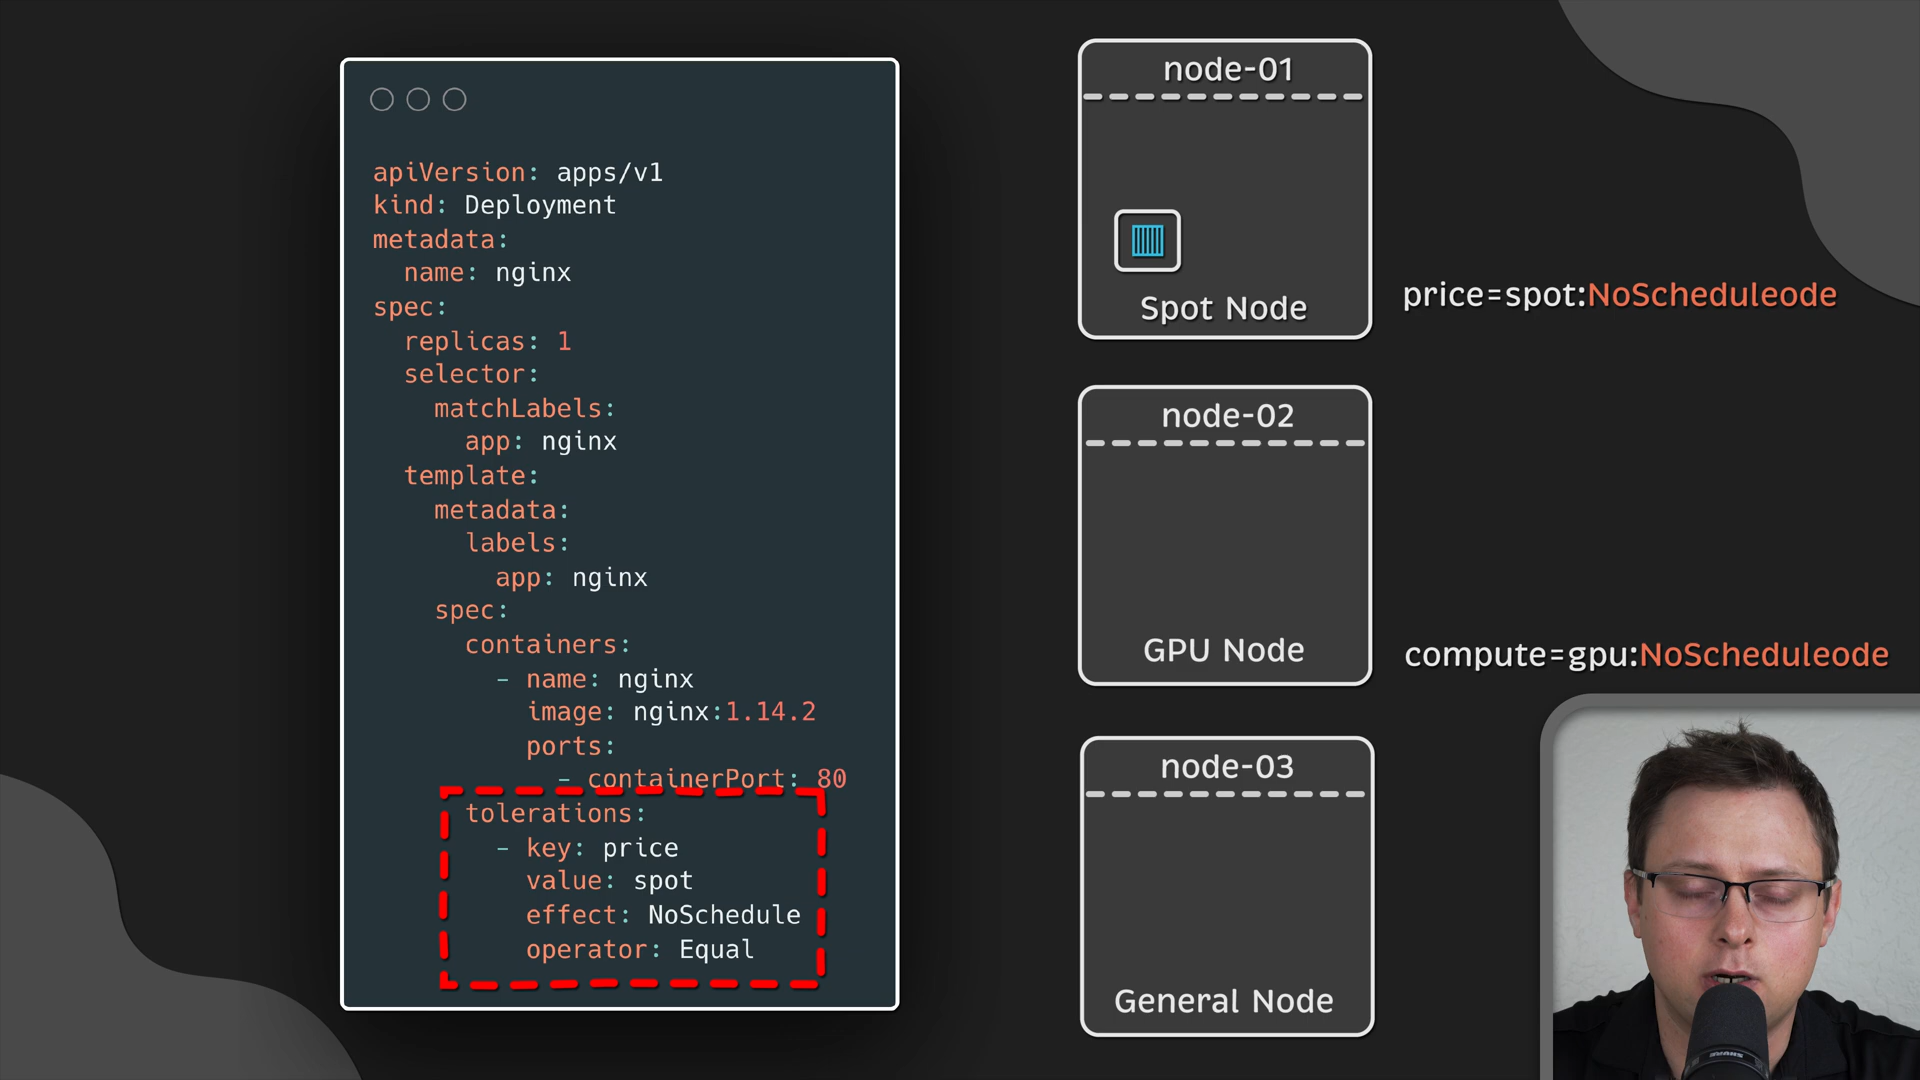 apiVersion: apps/v1
kind: Deployment
metadata:
name: nginx
spec:
replicas: 1
selector:
matchLabels:
app: nginx
template:
metadata:
labels:
app: nginx
spec:
containers:
- name: nginx
image: nginx:1.14.2
ports:
- containerPort: 80
tolerations:
- key: price
value: spot
effect: NoSchedule
operator: Equal
node-01
Spot Node
price=spot:NoScheduleode
node-02
GPU Node
compute=gpu:NoScheduleode
node-03
General Node